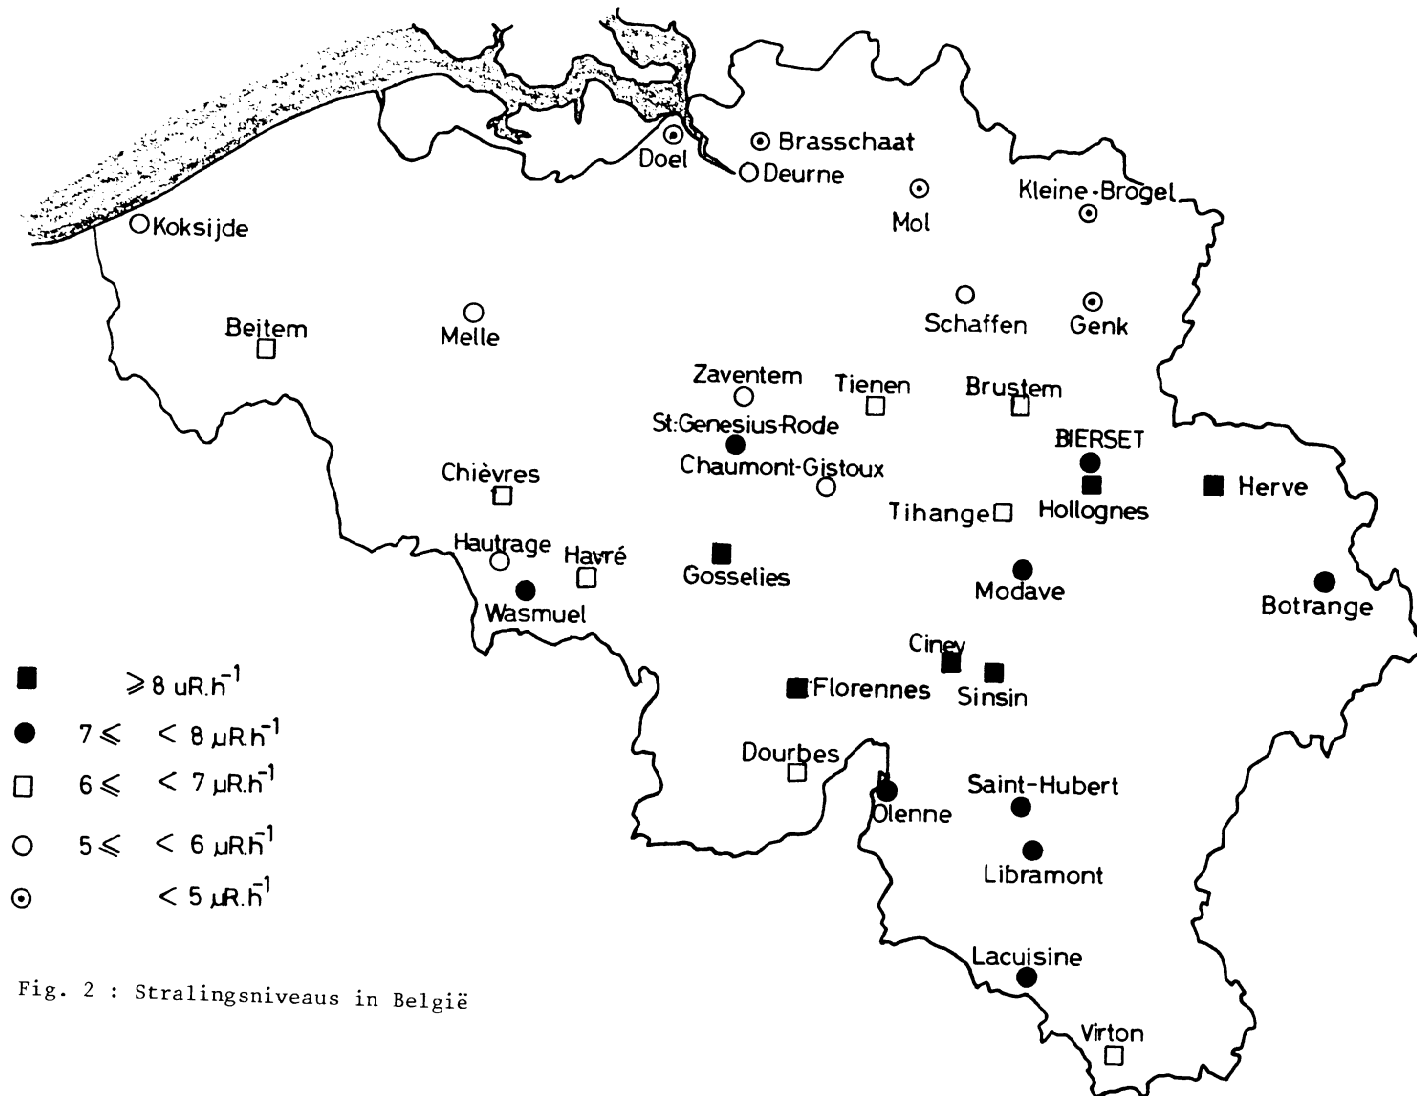 Doel
Brasschaat
Deurne
Mol
Kleine-Brogel
Koksijde
Beitem
Melle
Schaffen
Genk
Zaventem
Tienen
Brustem
St:Genesius-Rode
BIERSET
Chaumont-Gistoux
Chièvres
Tihange
Hollognes
Herve
Hautrage
Havré
Gosselies
Modave
Botrange
Wasmuel
Ciney
Florennes
Sinsin
Dourbes
Olenne
Saint-Hubert
Libramont
Lacuisine
Virton
⩾ 8 uR.h⁻¹
7 ⩽ < 8 µR.h⁻¹
6 ⩽ < 7 µR.h⁻¹
5 ⩽ < 6 µR.h⁻¹
< 5 µR.h⁻¹
Fig. 2 : Stralingsniveaus in België